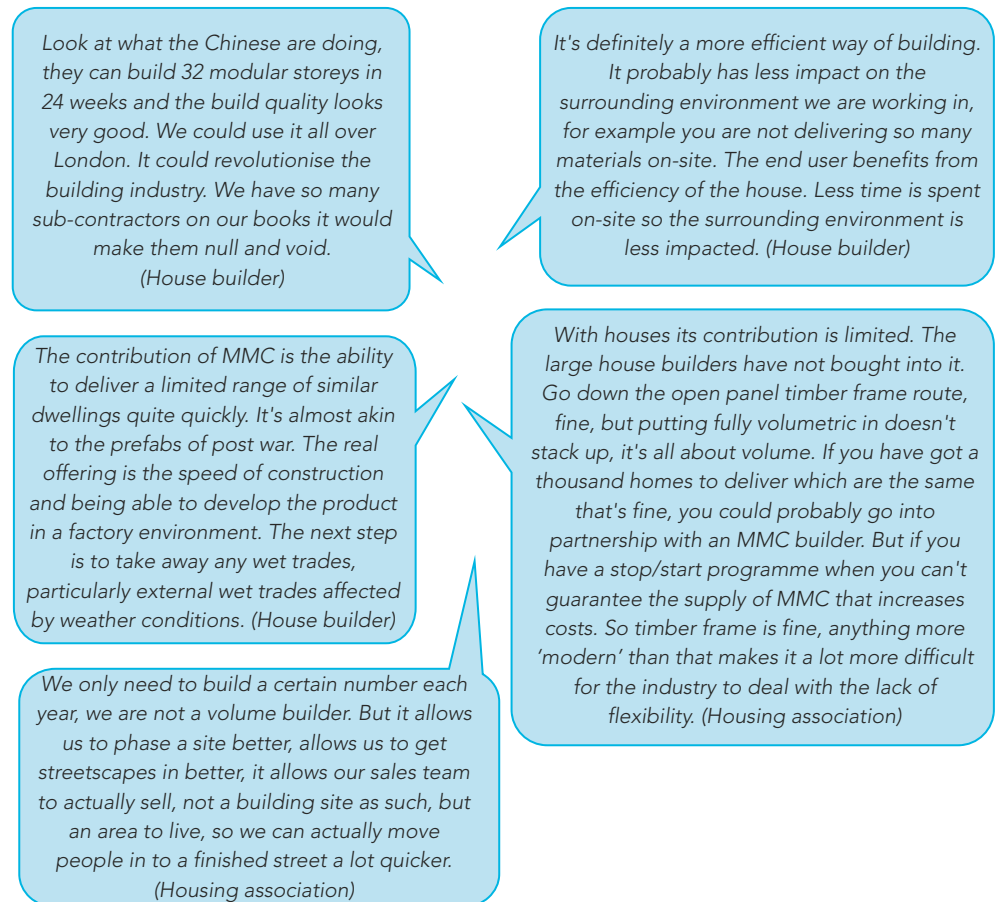 Look at what the Chinese are doing,
they can build 32 modular storeys in
24 weeks and the build quality looks
very good. We could use it all over
London. It could revolutionise the
building industry. We have so many
sub-contractors on our books it would
make them null and void.
(House builder)
It's definitely a more efficient way of building.
It probably has less impact on the
surrounding environment we are working in,
for example you are not delivering so many
materials on-site. The end user benefits from
the efficiency of the house. Less time is spent
on-site so the surrounding environment is
less impacted. (House builder)
The contribution of MMC is the ability
to deliver a limited range of similar
dwellings quite quickly. It's almost akin
to the prefabs of post war. The real
offering is the speed of construction
and being able to develop the product
in a factory environment. The next step
is to take away any wet trades,
particularly external wet trades affected
by weather conditions. (House builder)
With houses its contribution is limited. The
large house builders have not bought into it.
Go down the open panel timber frame route,
fine, but putting fully volumetric in doesn't
stack up, it's all about volume. If you have got a
thousand homes to deliver which are the same
that's fine, you could probably go into
partnership with an MMC builder. But if you
have a stop/start programme when you can't
guarantee the supply of MMC that increases
costs. So timber frame is fine, anything more
‘modern’ than that makes it a lot more difficult
for the industry to deal with the lack of
flexibility. (Housing association)
We only need to build a certain number each
year, we are not a volume builder. But it allows
us to phase a site better, allows us to get
streetscapes in better, it allows our sales team
to actually sell, not a building site as such, but
an area to live, so we can actually move
people in to a finished street a lot quicker.
(Housing association)